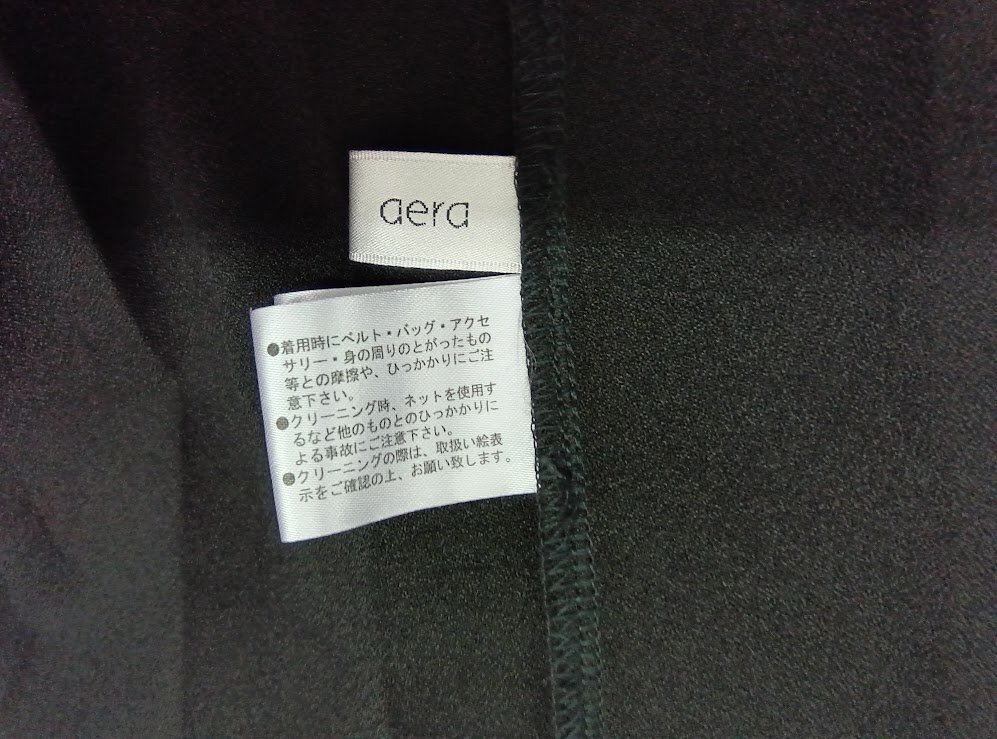 aera
●着用時にベルト・バッグ・アクセ
サリー・身の周りのとがったもの
等との摩擦や、ひっかかりにご注
意下さい。
●クリーニング時、ネットを使用す
るなど他のものとのひっかかりに
よる事故にご注意下さい。
●クリーニングの際は、取扱い絵表
示をご確認の上、お願い致します。